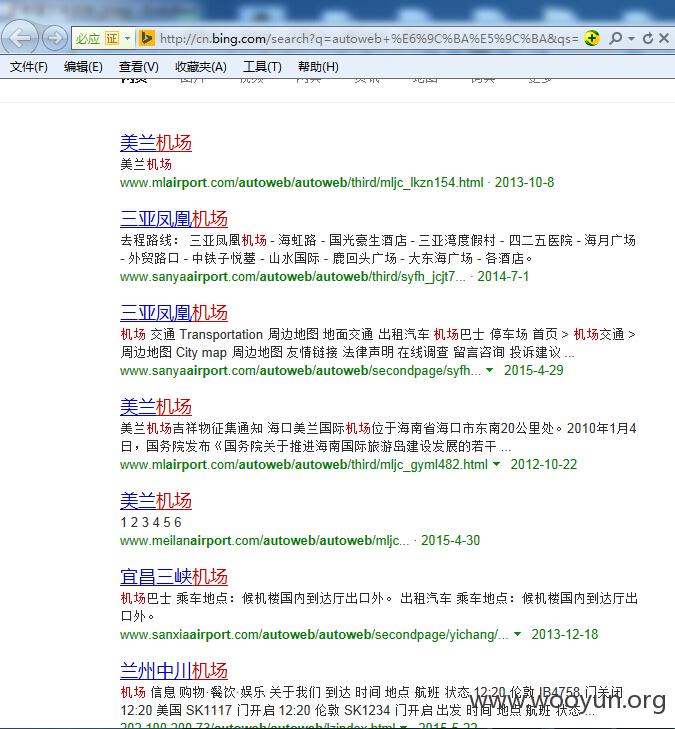 必应 证 http://cn.bing.com/search?q=autoweb+%E6%9C%BA%E5%9C%BA&qs=
文件(F) 编辑(E) 查看(V) 收藏夹(A) 工具(T) 帮助(H)
网页 图片 视频 词典 资讯 地图 更多
美兰机场
美兰机场
www.mlairport.com/autoweb/autoweb/third/mljc_lkzn154.html · 2013-10-8
三亚凤凰机场
去程路线： 三亚凤凰机场 - 海虹路 - 国光豪生酒店 - 三亚湾度假村 - 四二五医院 - 海月广场
- 外贸路口 - 中铁子悦薹 - 山水国际 - 鹿回头广场 - 大东海广场 - 各酒店。
www.sanyaairport.com/autoweb/autoweb/third/syfh_jcjt7... · 2014-7-1
三亚凤凰机场
机场 交通 Transportation 周边地图 地面交通 出租汽车 机场巴士 停车场 首页 > 机场交通 >
周边地图 City map 周边地图 友情链接 法律声明 在线调查 留言咨询 投诉建议 ...
www.sanyaairport.com/autoweb/autoweb/secondpage/syfh... 2015-4-29
美兰机场
美兰机场吉祥物征集通知 海口美兰国际机场位于海南省海口市东南20公里处。2010年1月4
日，国务院发布《国务院关于推进海南国际旅游岛建设发展的若干 ...
www.mlairport.com/autoweb/autoweb/third/mljc_gyml482.html 2012-10-22
美兰机场
1 2 3 4 5 6
www.meilanairport.com/autoweb/autoweb/mljc... · 2015-4-30
宜昌三峡机场
机场巴士 乘车地点：候机楼国内到达厅出口外。 出租汽车 乘车地点：候机楼国内到达厅出
口外。
www.sanxiaairport.com/autoweb/autoweb/secondpage/yichang/... 2013-12-18
兰州中川机场
机场 信息 购物·餐饮·娱乐 关于我们 到达 时间 地点 航班 状态 12:20 伦敦 IB4758 门关闭
12:20 美国 SK1117 门开启 12:20 伦敦 SK1234 门开启 出发 时间 地点 航班 状态 ...
www.wooyun.org